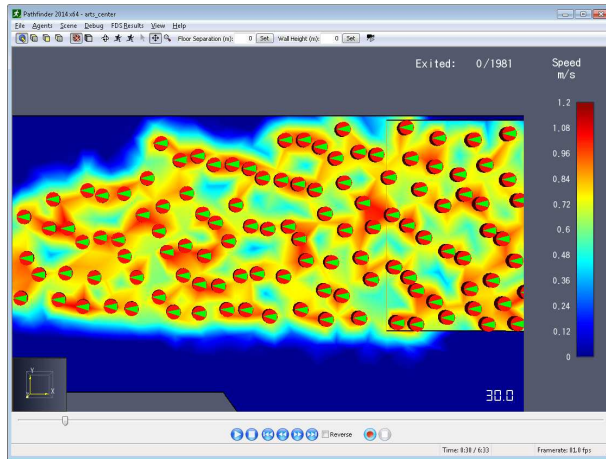 Pathfinder 2014 x64 - arts_center
File Agents Scene Debug FDS Results View Help
Floor Separation (m): 0 Set Wall Height (m): 0 Set
Exited: 0/1981
Speed
m/s
1.2
1.08
0.96
0.84
0.72
0.6
0.48
0.36
0.24
0.12
0
Y
X
30.0
Reverse
Time: 0:30 / 6:33 Framerate: 81.0 fps